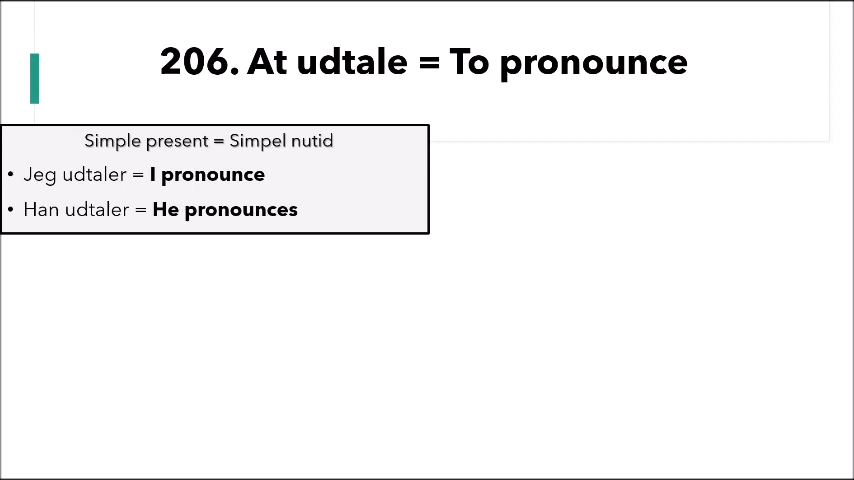 206. At udtale = To pronounce
Simple present = Simpel nutid
• Jeg udtaler = I pronounce
• Han udtaler = He pronounces